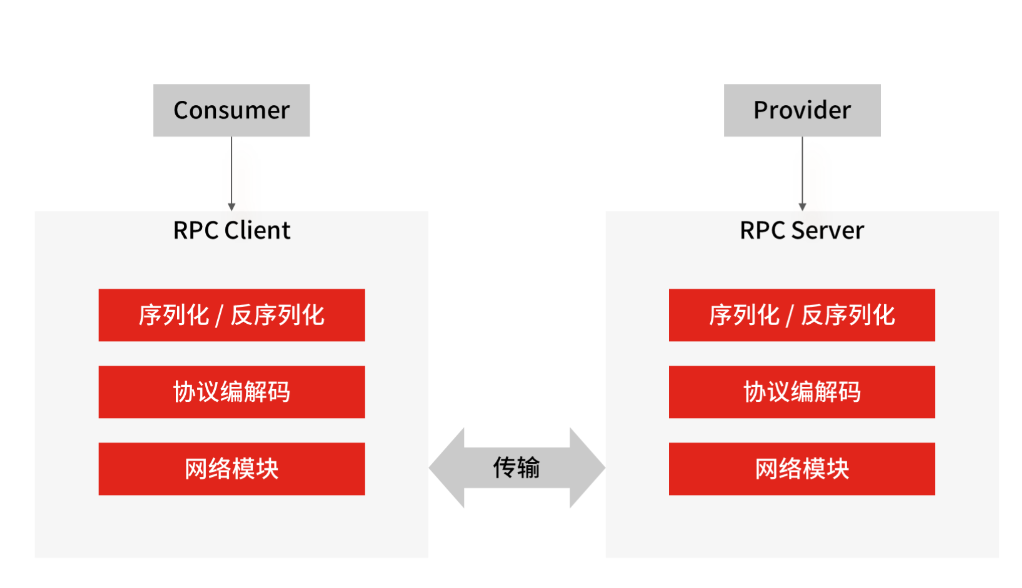 Consumer
Provider
RPC Client
RPC Server
序列化 / 反序列化
序列化 / 反序列化
协议编解码
协议编解码
网络模块
传输
网络模块